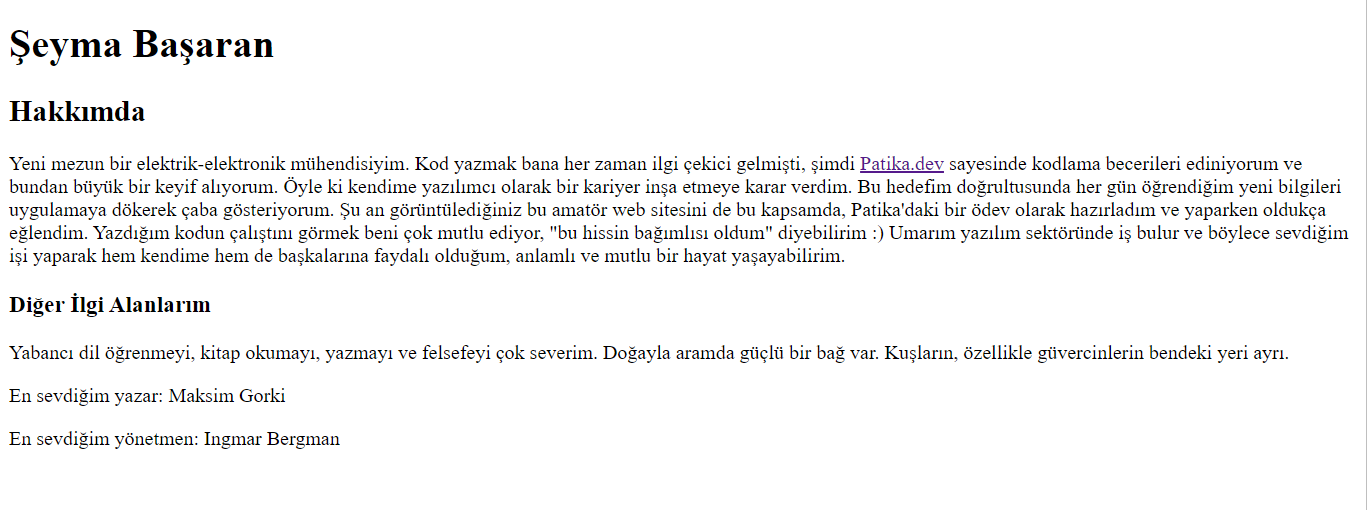 Şeyma Başaran
Hakkımda
Yeni mezun bir elektrik-elektronik mühendisiyim. Kod yazmak bana her zaman ilgi çekici gelmişti, şimdi Patika.dev sayesinde kodlama becerileri ediniyorum ve
bundan büyük bir keyif alıyorum. Öyle ki kendime yazılımcı olarak bir kariyer inşa etmeye karar verdim. Bu hedefim doğrultusunda her gün öğrendiğim yeni bilgileri
uygulamaya dökerek çaba gösteriyorum. Şu an görüntülediğiniz bu amatör web sitesini de bu kapsamda, Patika'daki bir ödev olarak hazırladım ve yaparken oldukça
eğlendim. Yazdığım kodun çalıştını görmek beni çok mutlu ediyor, "bu hissin bağımlısı oldum" diyebilirim :) Umarım yazılım sektöründe iş bulur ve böylece sevdiğim
işi yaparak hem kendime hem de başkalarına faydalı olduğum, anlamlı ve mutlu bir hayat yaşayabilirim.
Diğer İlgi Alanlarım
Yabancı dil öğrenmeyi, kitap okumayı, yazmayı ve felsefeyi çok severim. Doğayla aramda güçlü bir bağ var. Kuşların, özellikle güvercinlerin bendeki yeri ayrı.
En sevdiğim yazar: Maksim Gorki
En sevdiğim yönetmen: Ingmar Bergman